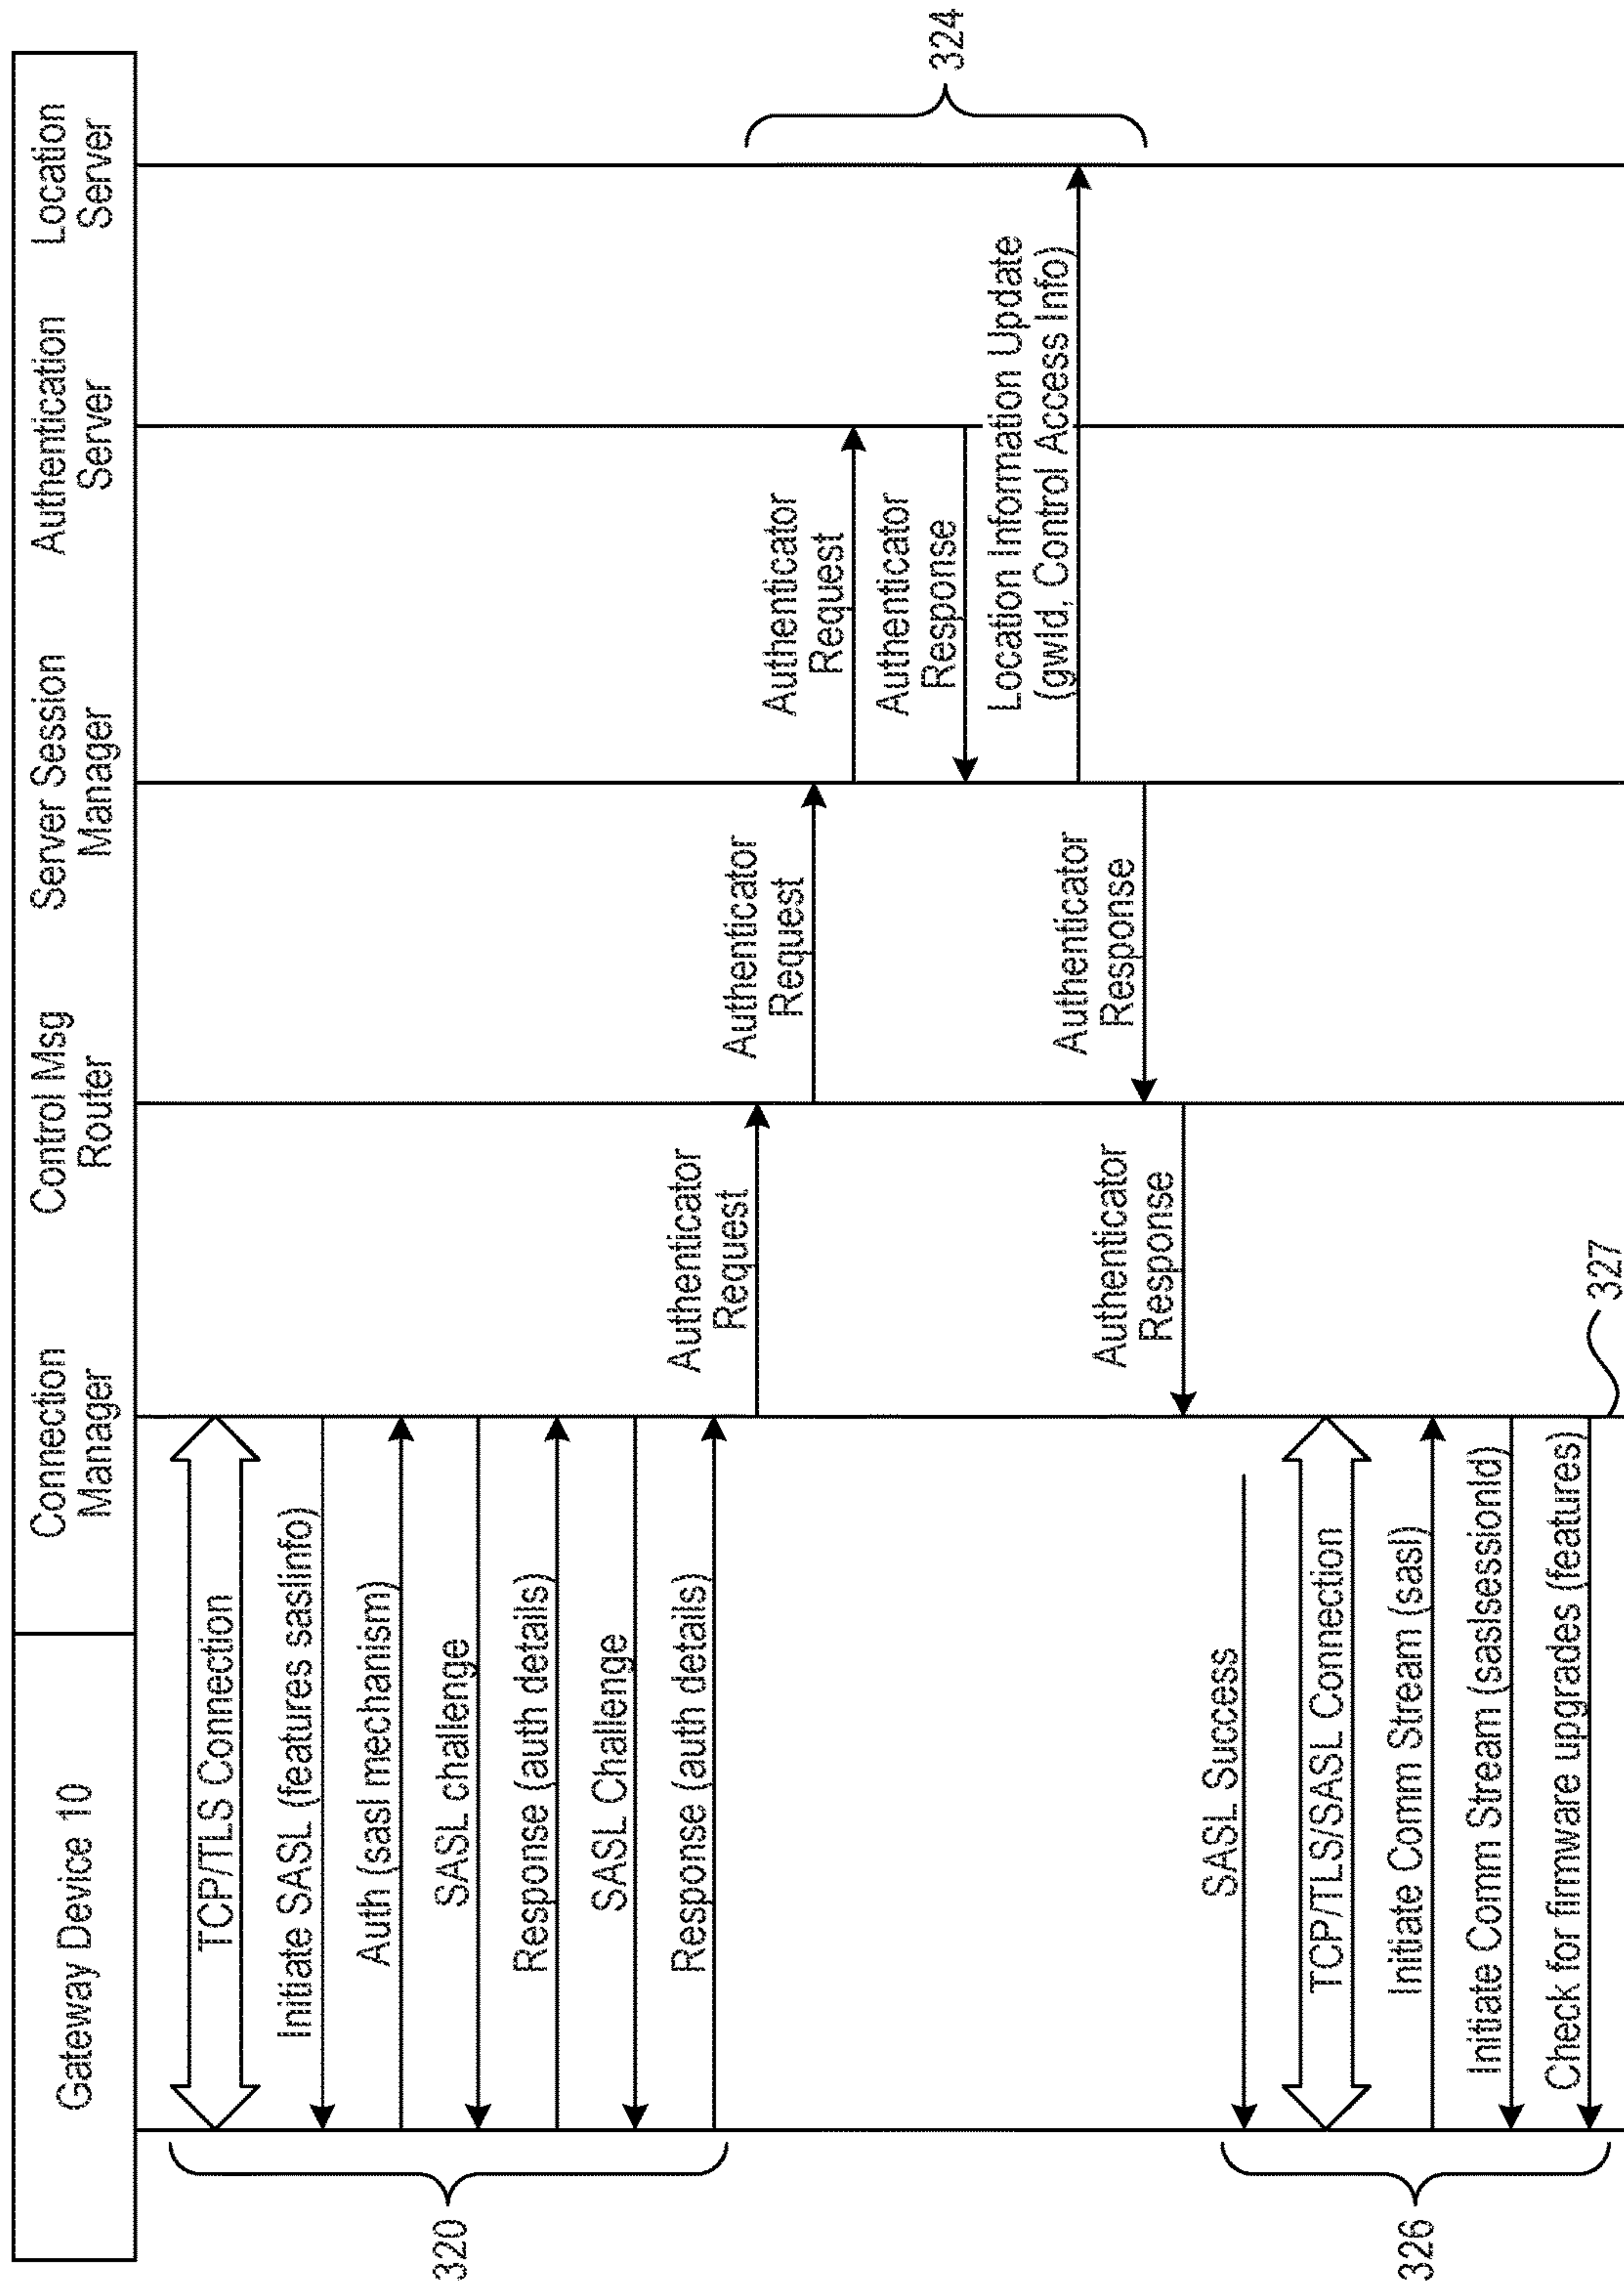 Gateway Device 10
Connection
Manager
Control Msg
Router
Server Session
Manager
Authentication
Server
Location
Server
TCP/TLS Connection
Initiate SASL (features saslinfo)
Auth (sasl mechanism)
SASL challenge
Response (auth details)
SASL Challenge
Response (auth details)
320
Authenticator
Request
Authenticator
Request
Authenticator
Request
Authenticator
Response
Location Information Update
(gwId, Control Access Info)
324
Authenticator
Response
Authenticator
Response
SASL Success
TCP/TLS/SASL Connection
Initiate Comm Stream (sasl)
Initiate Comm Stream (saslsessionId)
Check for firmware upgrades (features)
326
327